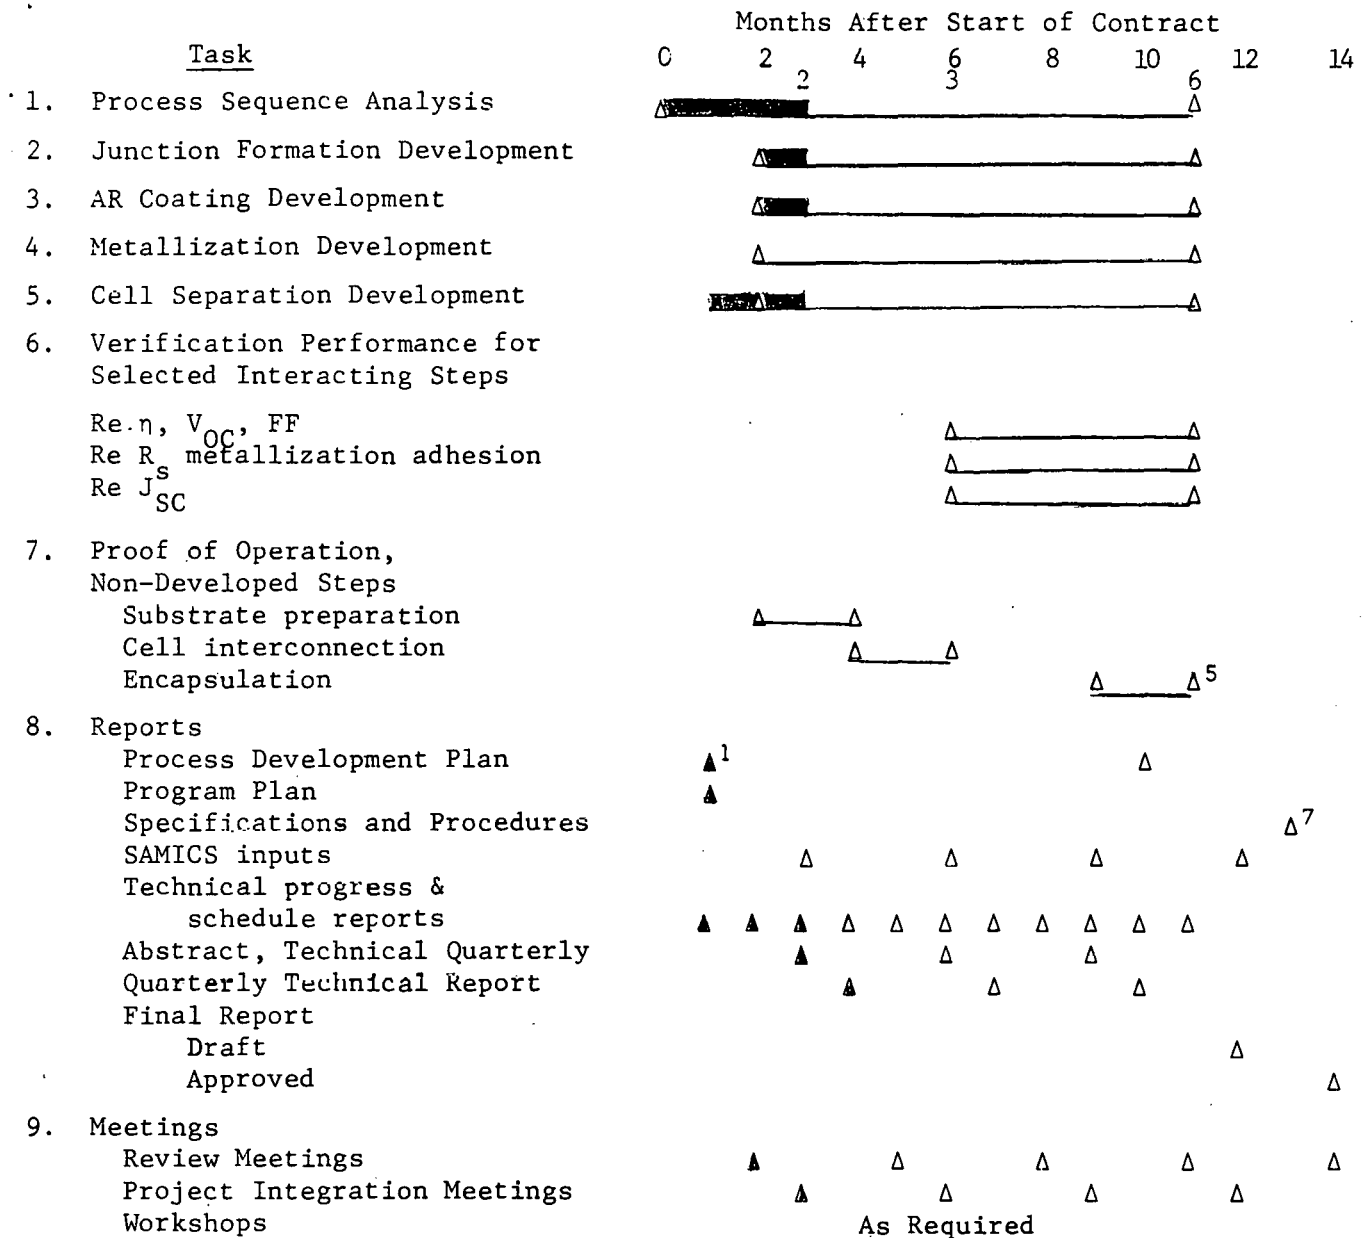 Months After Start of Contract
Task 0 2 4 6 8 10 12 14
2 3 6
1. Process Sequence Analysis
2. Junction Formation Development
3. AR Coating Development
4. Metallization Development
5. Cell Separation Development
6. Verification Performance for
Selected Interacting Steps
Re η, V_OC, FF
Re R_s metallization adhesion
Re J_SC
7. Proof of Operation,
Non-Developed Steps
Substrate preparation
Cell interconnection
Encapsulation 5
8. Reports
Process Development Plan 1
Program Plan
Specifications and Procedures 7
SAMICS inputs
Technical progress &
schedule reports
Abstract, Technical Quarterly
Quarterly Technical Report
Final Report
Draft
Approved
9. Meetings
Review Meetings
Project Integration Meetings
Workshops As Required